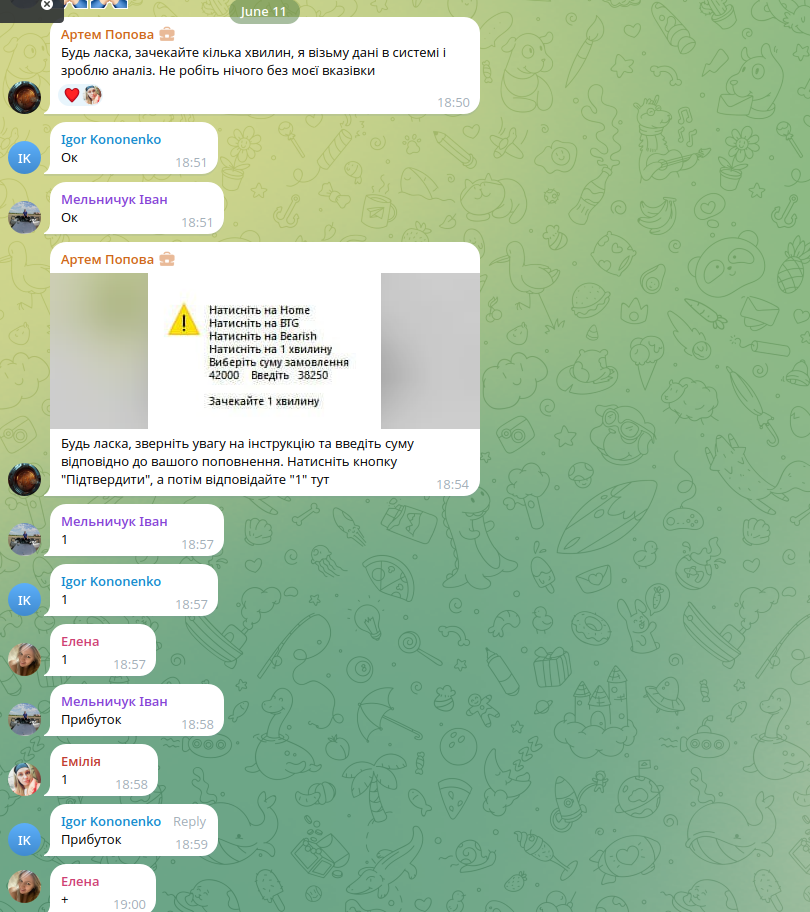 June 11
Артем Попова
Будь ласка, зачекайте кілька хвилин, я візьму дані в системі і
зроблю аналіз. Не робіть нічого без моєї вказівки
18:50
Igor Kononenko
IK
Ок
18:51
Мельничук Іван
Ок
18:51
Артем Попова
Натисніть на Home
Натисніть на BTG
Натисніть на Bearish
Натисніть на 1 хвилину
Виберіть суму замовлення
42000 Введіть 38250
Зачекайте 1 хвилину
Будь ласка, зверніть увагу на інструкцію та введіть суму
відповідно до вашого поповнення. Натисніть кнопку
"Підтвердити", а потім відповідайте "1" тут
18:54
Мельничук Іван
1
18:57
Igor Kononenko
IK
1
18:57
Елена
1
18:57
Мельничук Іван
Прибуток
18:58
Емілія
1
18:58
Igor Kononenko Reply
IK
Прибуток
18:59
Елена
+
19:00